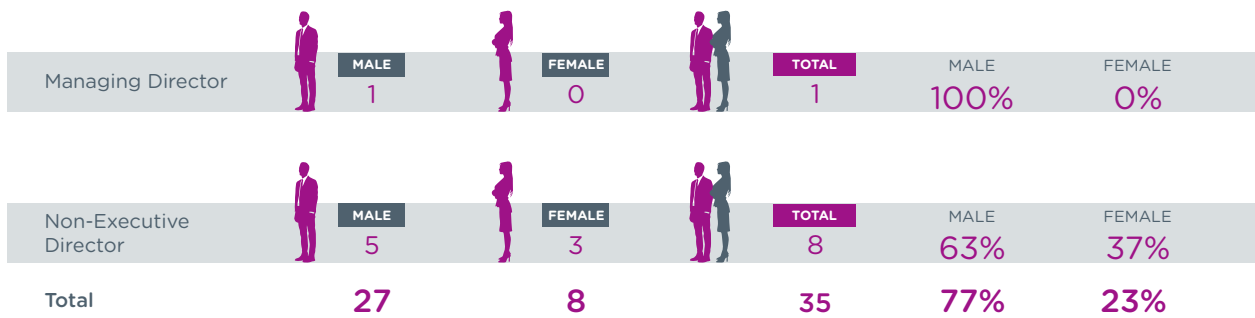 MALE FEMALE TOTAL MALE FEMALE
Managing Director 1 0 1 100% 0%
MALE FEMALE TOTAL MALE FEMALE
Non-Executive
Director 5 3 8 63% 37%
Total 27 8 35 77% 23%